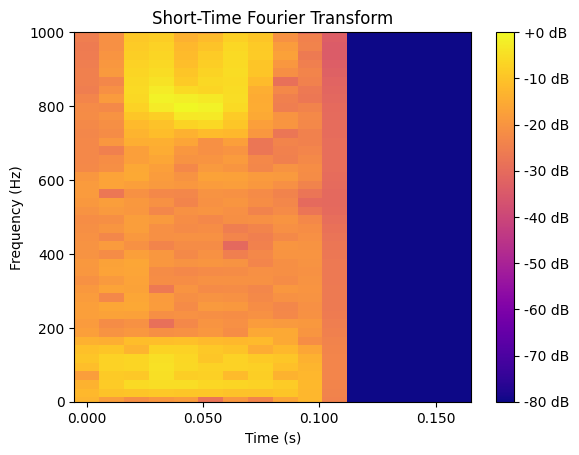 Short-Time Fourier Transform
Frequency (Hz)
1000
800
600
400
200
0
0.000
0.050
0.100
0.150
Time (s)
+0 dB
-10 dB
-20 dB
-30 dB
-40 dB
-50 dB
-60 dB
-70 dB
-80 dB